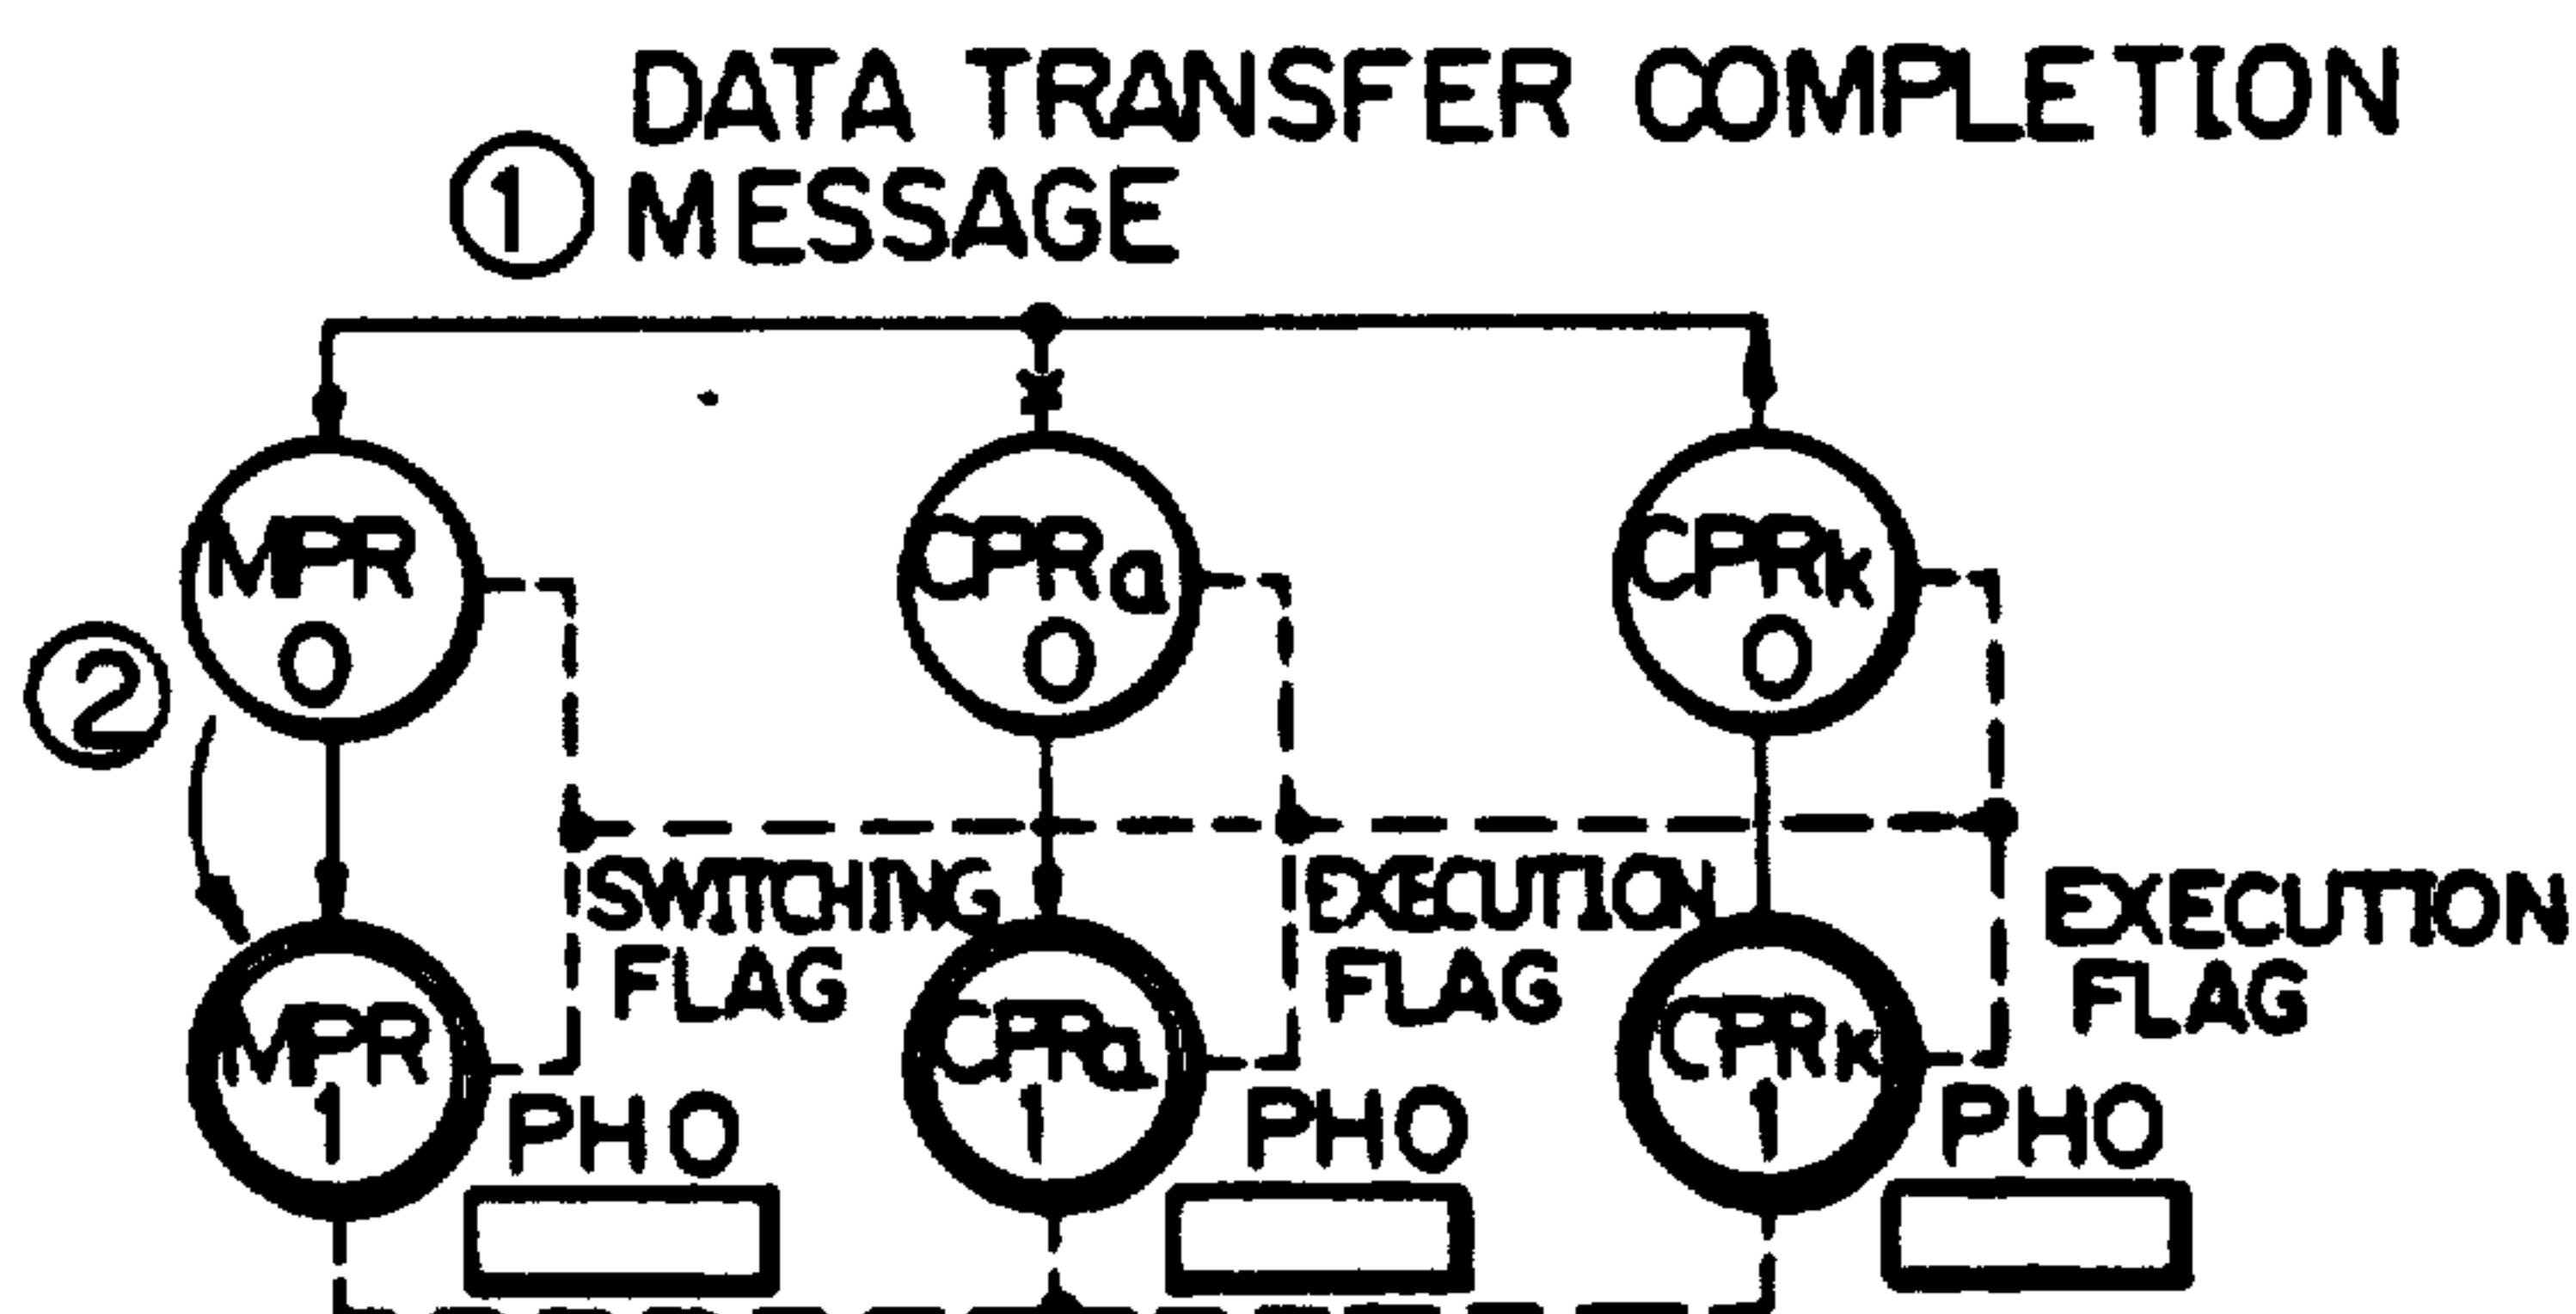 DATA TRANSFER COMPLETION
① MESSAGE
MPR
0
CPRa
0
CPRk
0
②
SWITCHING
FLAG
EXECUTION
FLAG
EXECUTION
FLAG
MPR
1
PHO
CPRa
1
PHO
CPRk
1
PHO